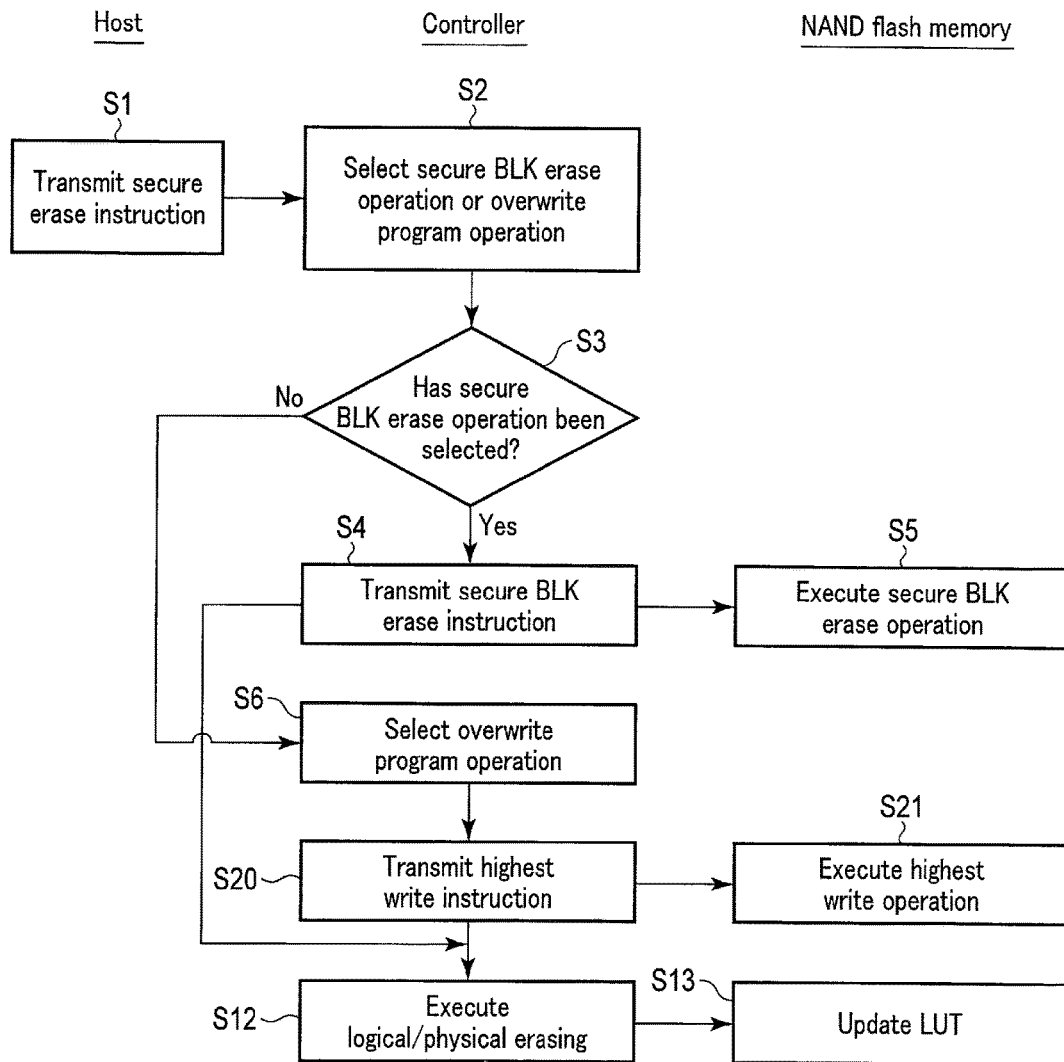 Host
Controller
NAND flash memory
S1
S2
Transmit secure
erase instruction
Select secure BLK erase
operation or overwrite
program operation
S3
No
Has secure
BLK erase operation been
selected?
Yes
S4
S5
Transmit secure BLK
erase instruction
Execute secure BLK
erase operation
S6
Select overwrite
program operation
S21
S20
Transmit highest
write instruction
Execute highest
write operation
S13
S12
Execute
logical/physical erasing
Update LUT